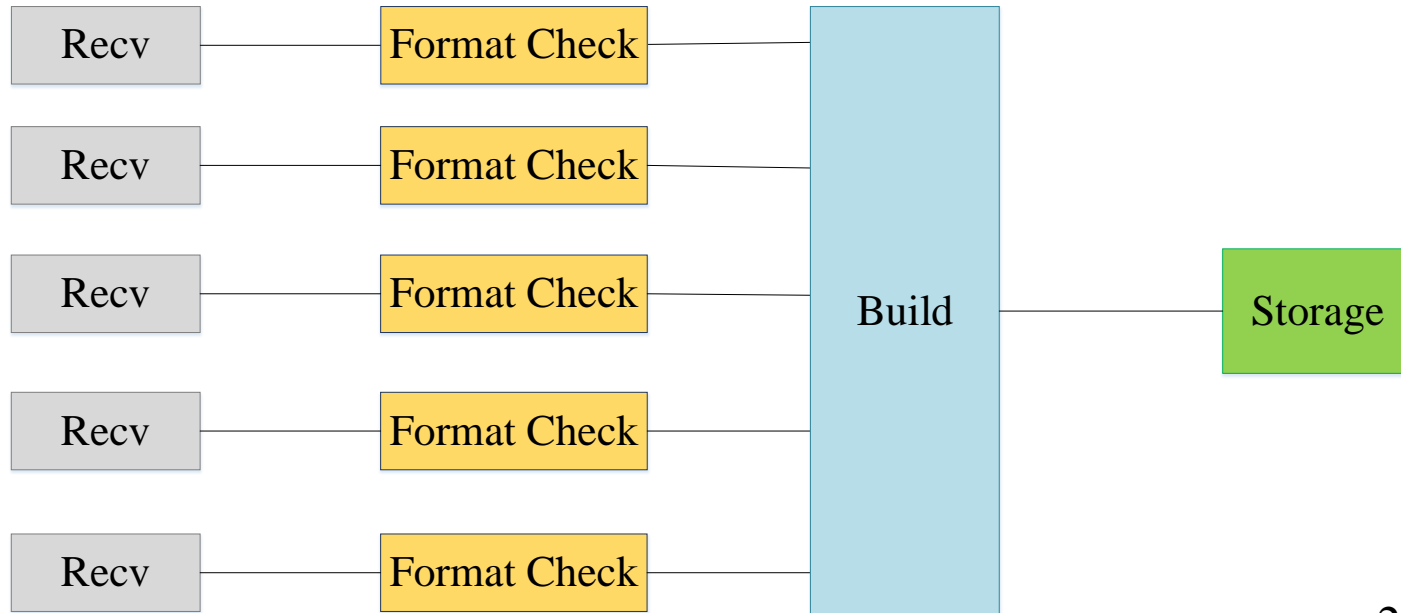 Recv
Format Check
Recv
Format Check
Recv
Format Check
Build
Storage
Recv
Format Check
Recv
Format Check